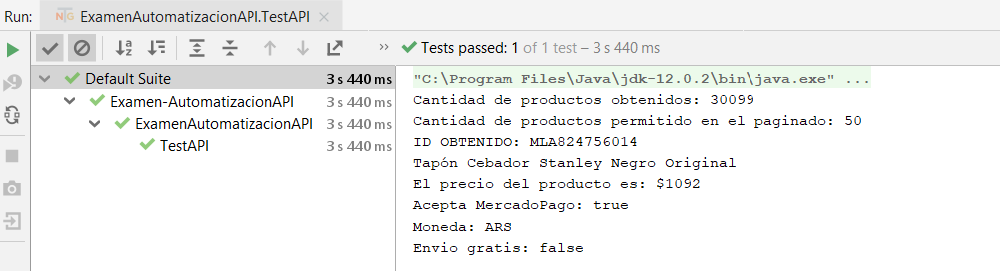 Run: NG ExamenAutomatizacionAPI.TestAPI
Tests passed: 1 of 1 test – 3 s 440 ms
Default Suite 3 s 440 ms
Examen-AutomatizacionAPI 3 s 440 ms
ExamenAutomatizacionAPI 3 s 440 ms
TestAPI 3 s 440 ms
"C:\Program Files\Java\jdk-12.0.2\bin\java.exe" ...
Cantidad de productos obtenidos: 30099
Cantidad de productos permitido en el paginado: 50
ID OBTENIDO: MLA824756014
Tapón Cebador Stanley Negro Original
El precio del producto es: $1092
Acepta MercadoPago: true
Moneda: ARS
Envio gratis: false